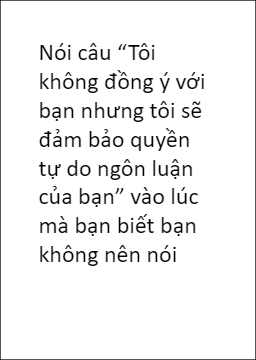 Nói câu “Tôi
không đồng ý với
bạn nhưng tôi sẽ
đảm bảo quyền
tự do ngôn luận
của bạn” vào lúc
mà bạn biết bạn
không nên nói